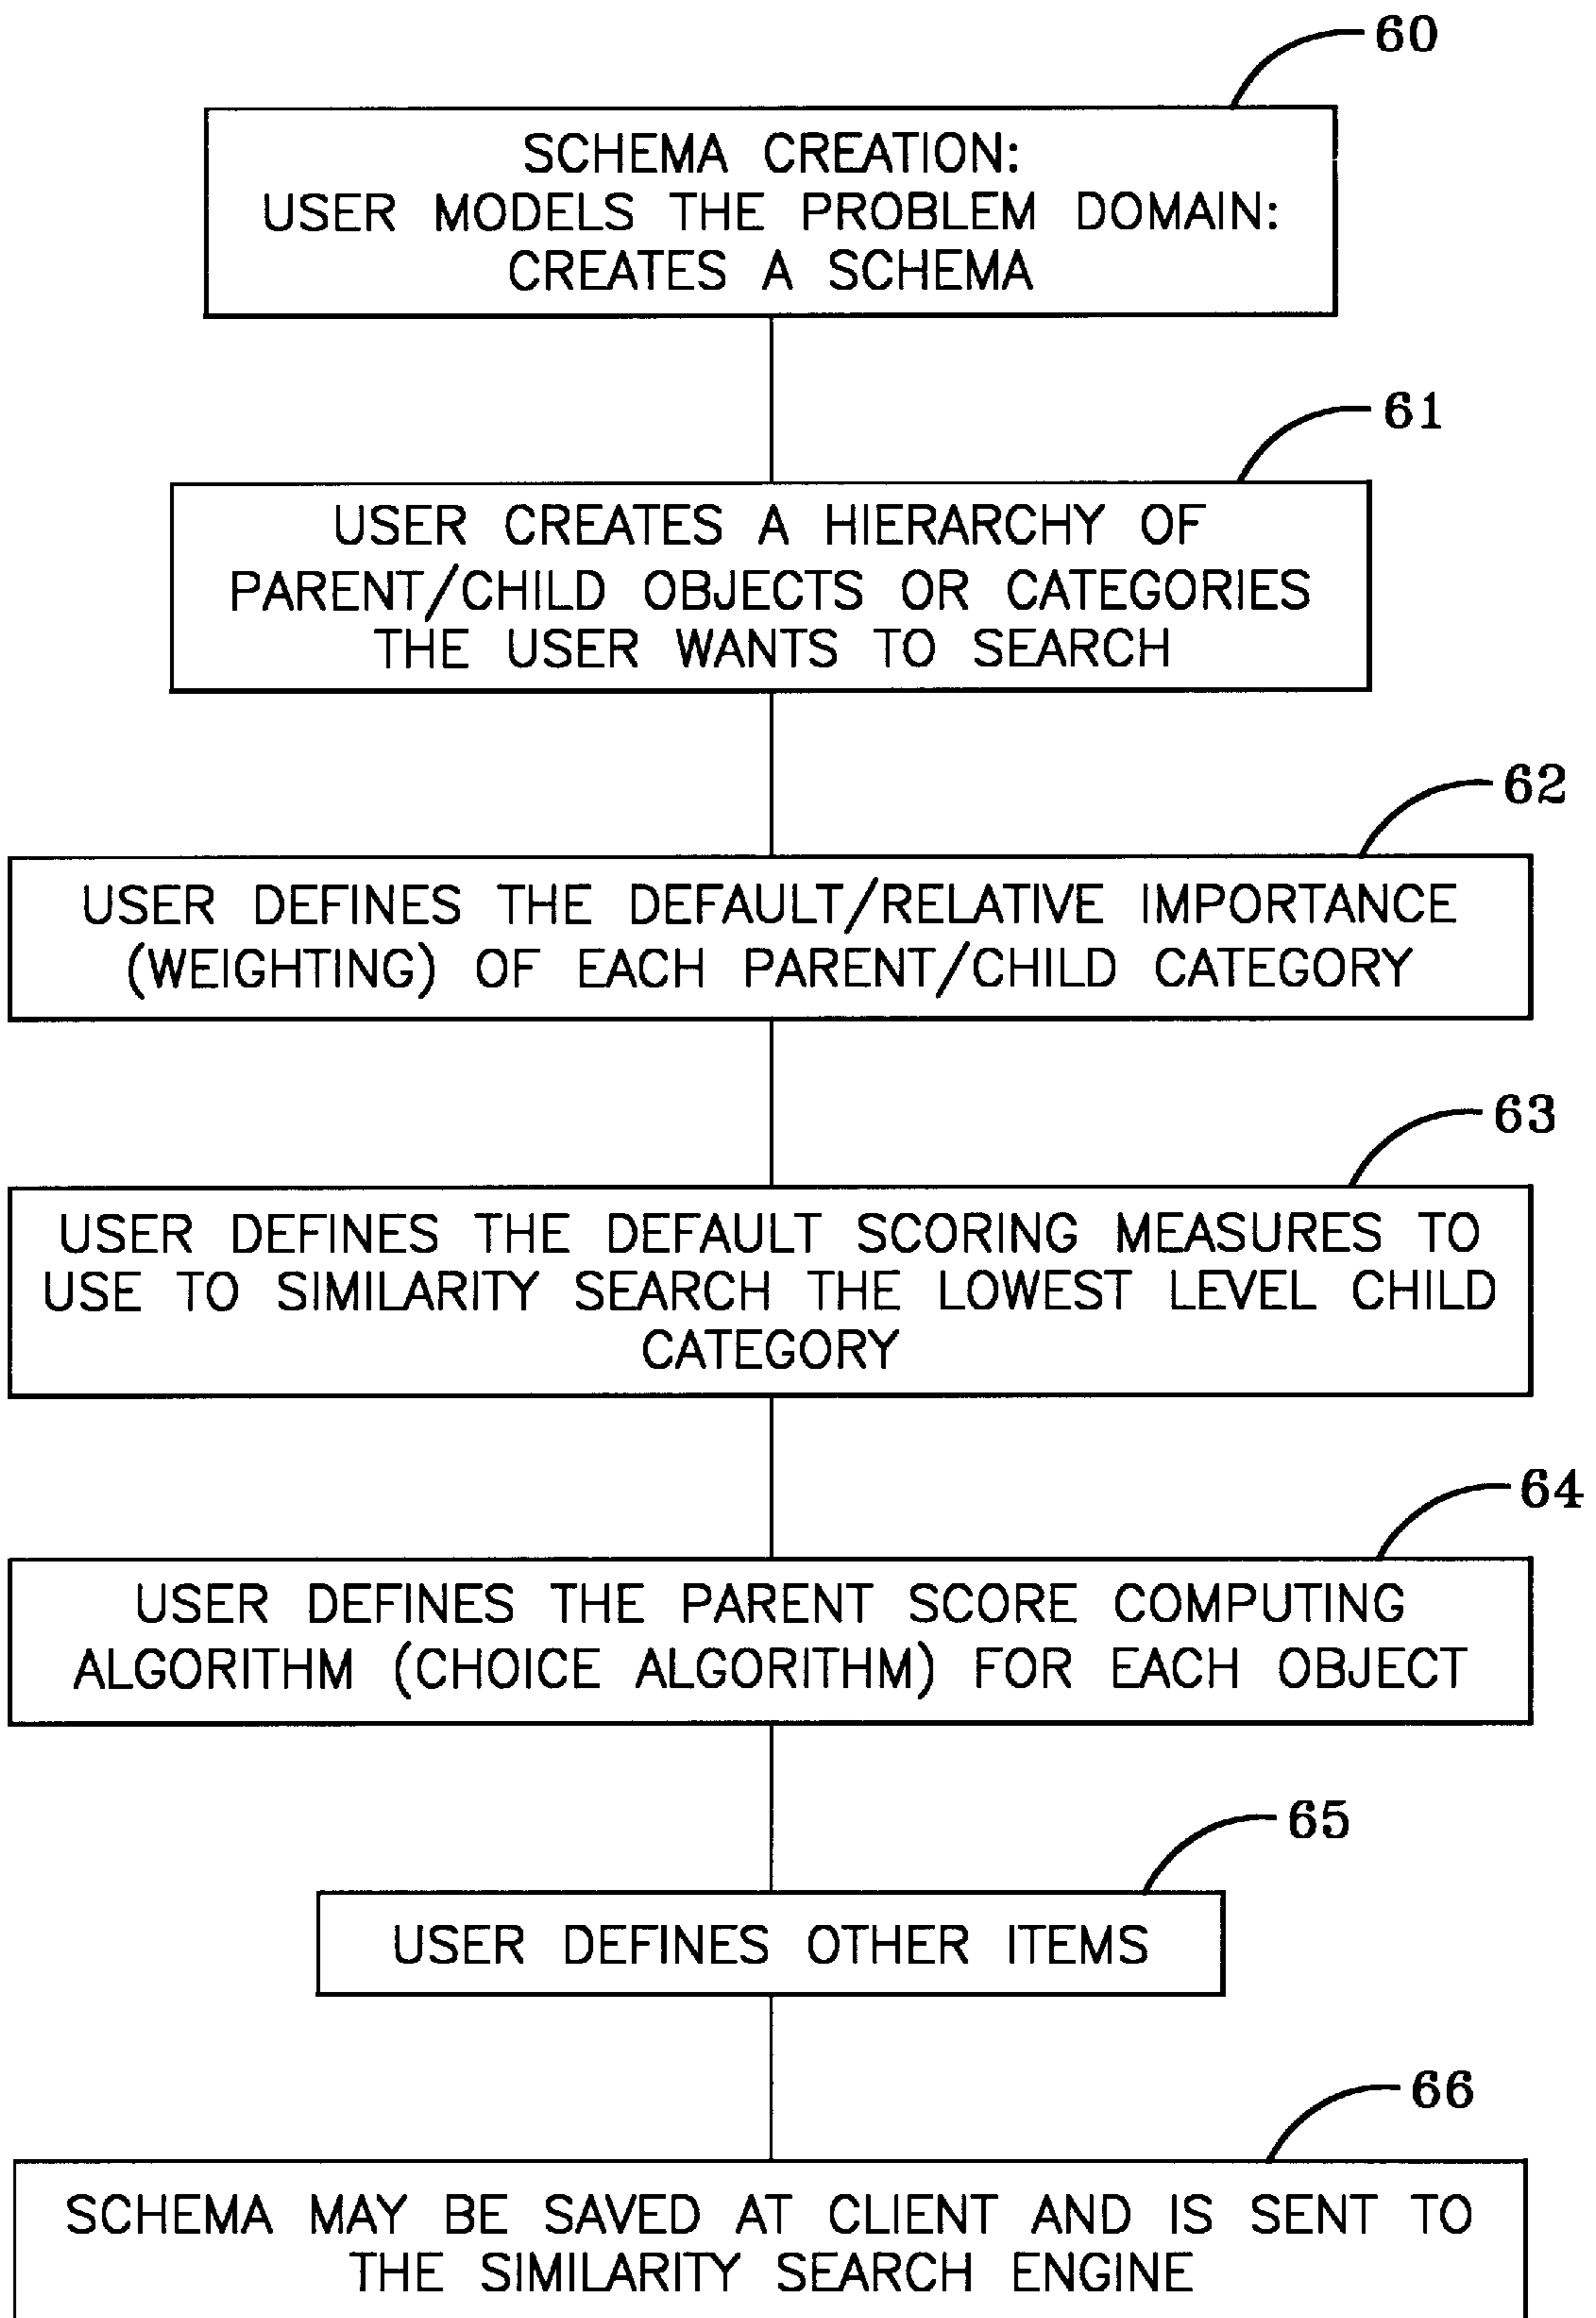 60
SCHEMA CREATION:
USER MODELS THE PROBLEM DOMAIN:
CREATES A SCHEMA
61
USER CREATES A HIERARCHY OF
PARENT/CHILD OBJECTS OR CATEGORIES
THE USER WANTS TO SEARCH
62
USER DEFINES THE DEFAULT/RELATIVE IMPORTANCE
(WEIGHTING) OF EACH PARENT/CHILD CATEGORY
63
USER DEFINES THE DEFAULT SCORING MEASURES TO
USE TO SIMILARITY SEARCH THE LOWEST LEVEL CHILD
CATEGORY
64
USER DEFINES THE PARENT SCORE COMPUTING
ALGORITHM (CHOICE ALGORITHM) FOR EACH OBJECT
65
USER DEFINES OTHER ITEMS
66
SCHEMA MAY BE SAVED AT CLIENT AND IS SENT TO
THE SIMILARITY SEARCH ENGINE